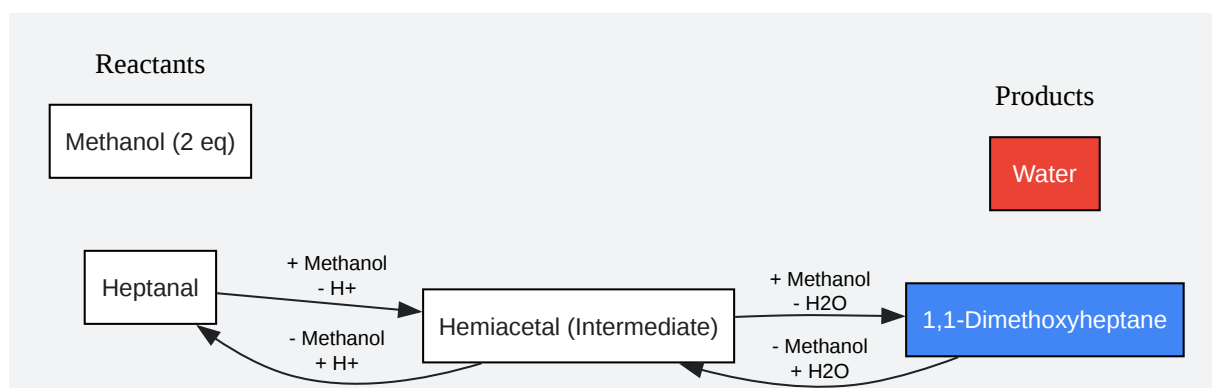 Reactants
Methanol (2 eq)
Products
Water
Heptanal
+ Methanol
- H+
- Methanol
+ H+
Hemiacetal (Intermediate)
+ Methanol
- H2O
- Methanol
+ H2O
1,1-Dimethoxyheptane